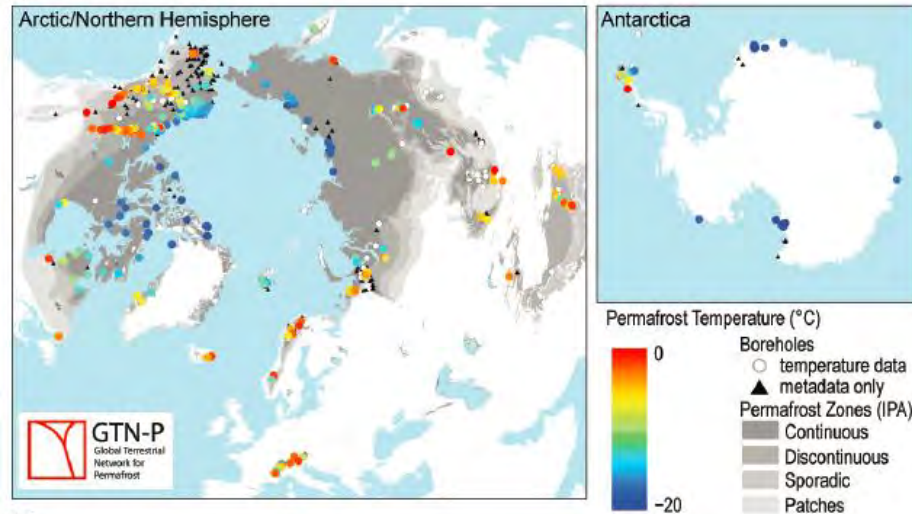 Arctic/Northern Hemisphere
Antarctica
Permafrost Temperature (°C)
0
−20
Boreholes
temperature data
metadata only
Permafrost Zones (IPA)
Continuous
Discontinuous
Sporadic
Patches
GTN-P
Global Terrestrial
Network for
Permafrost